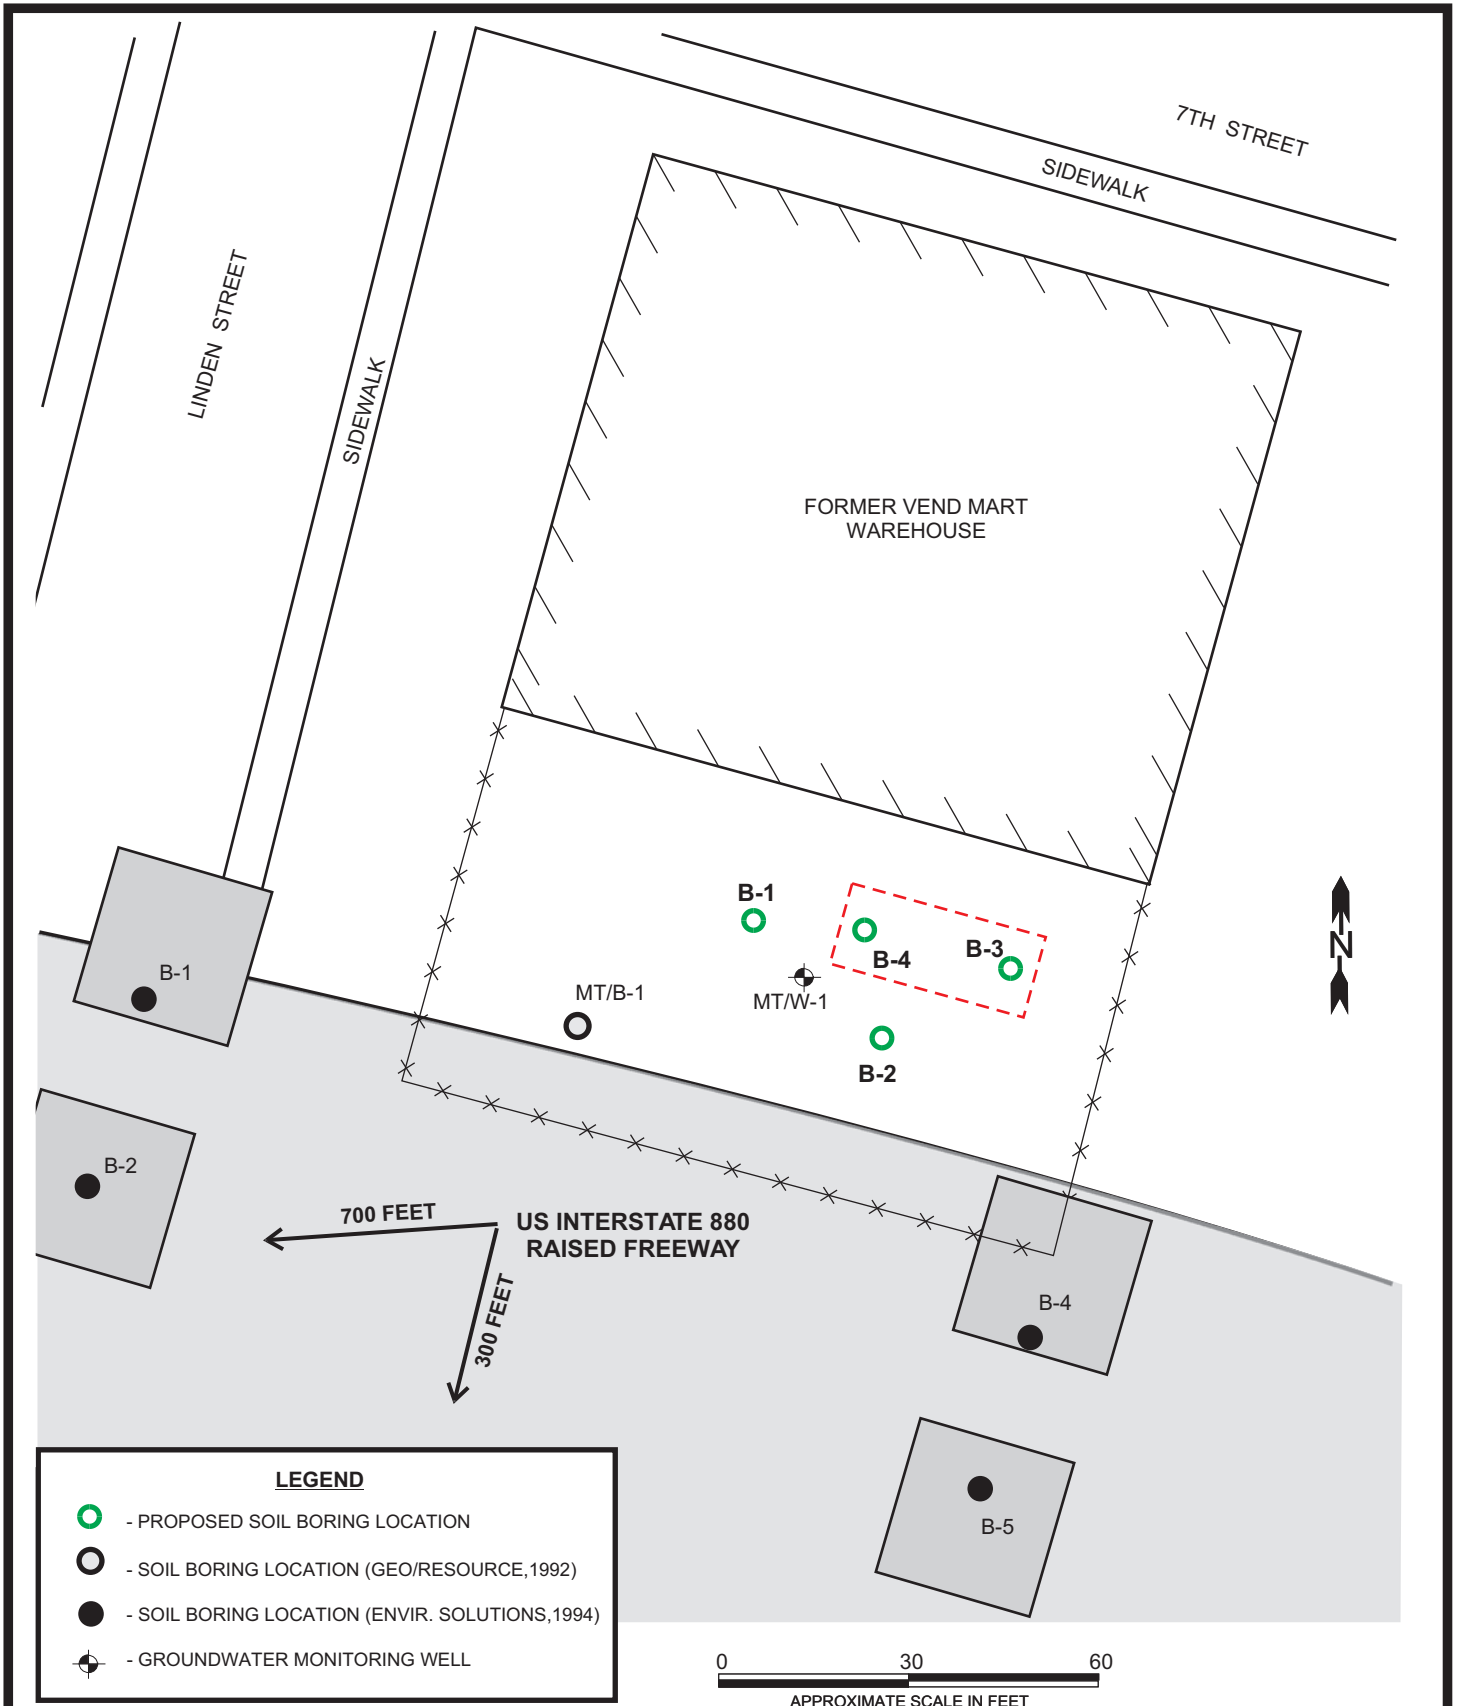 7TH STREET
SIDEWALK
LINDEN STREET
SIDEWALK
FORMER VEND MART
WAREHOUSE
B-1
B-4
B-3
N
B-1
MT/B-1
MT/W-1
B-2
B-2
700 FEET
US INTERSTATE 880
RAISED FREEWAY
300 FEET
B-4
B-5
LEGEND
- PROPOSED SOIL BORING LOCATION
- SOIL BORING LOCATION (GEO/RESOURCE,1992)
- SOIL BORING LOCATION (ENVIR. SOLUTIONS,1994)
- GROUNDWATER MONITORING WELL
0 30 60
APPROXIMATE SCALE IN FEET